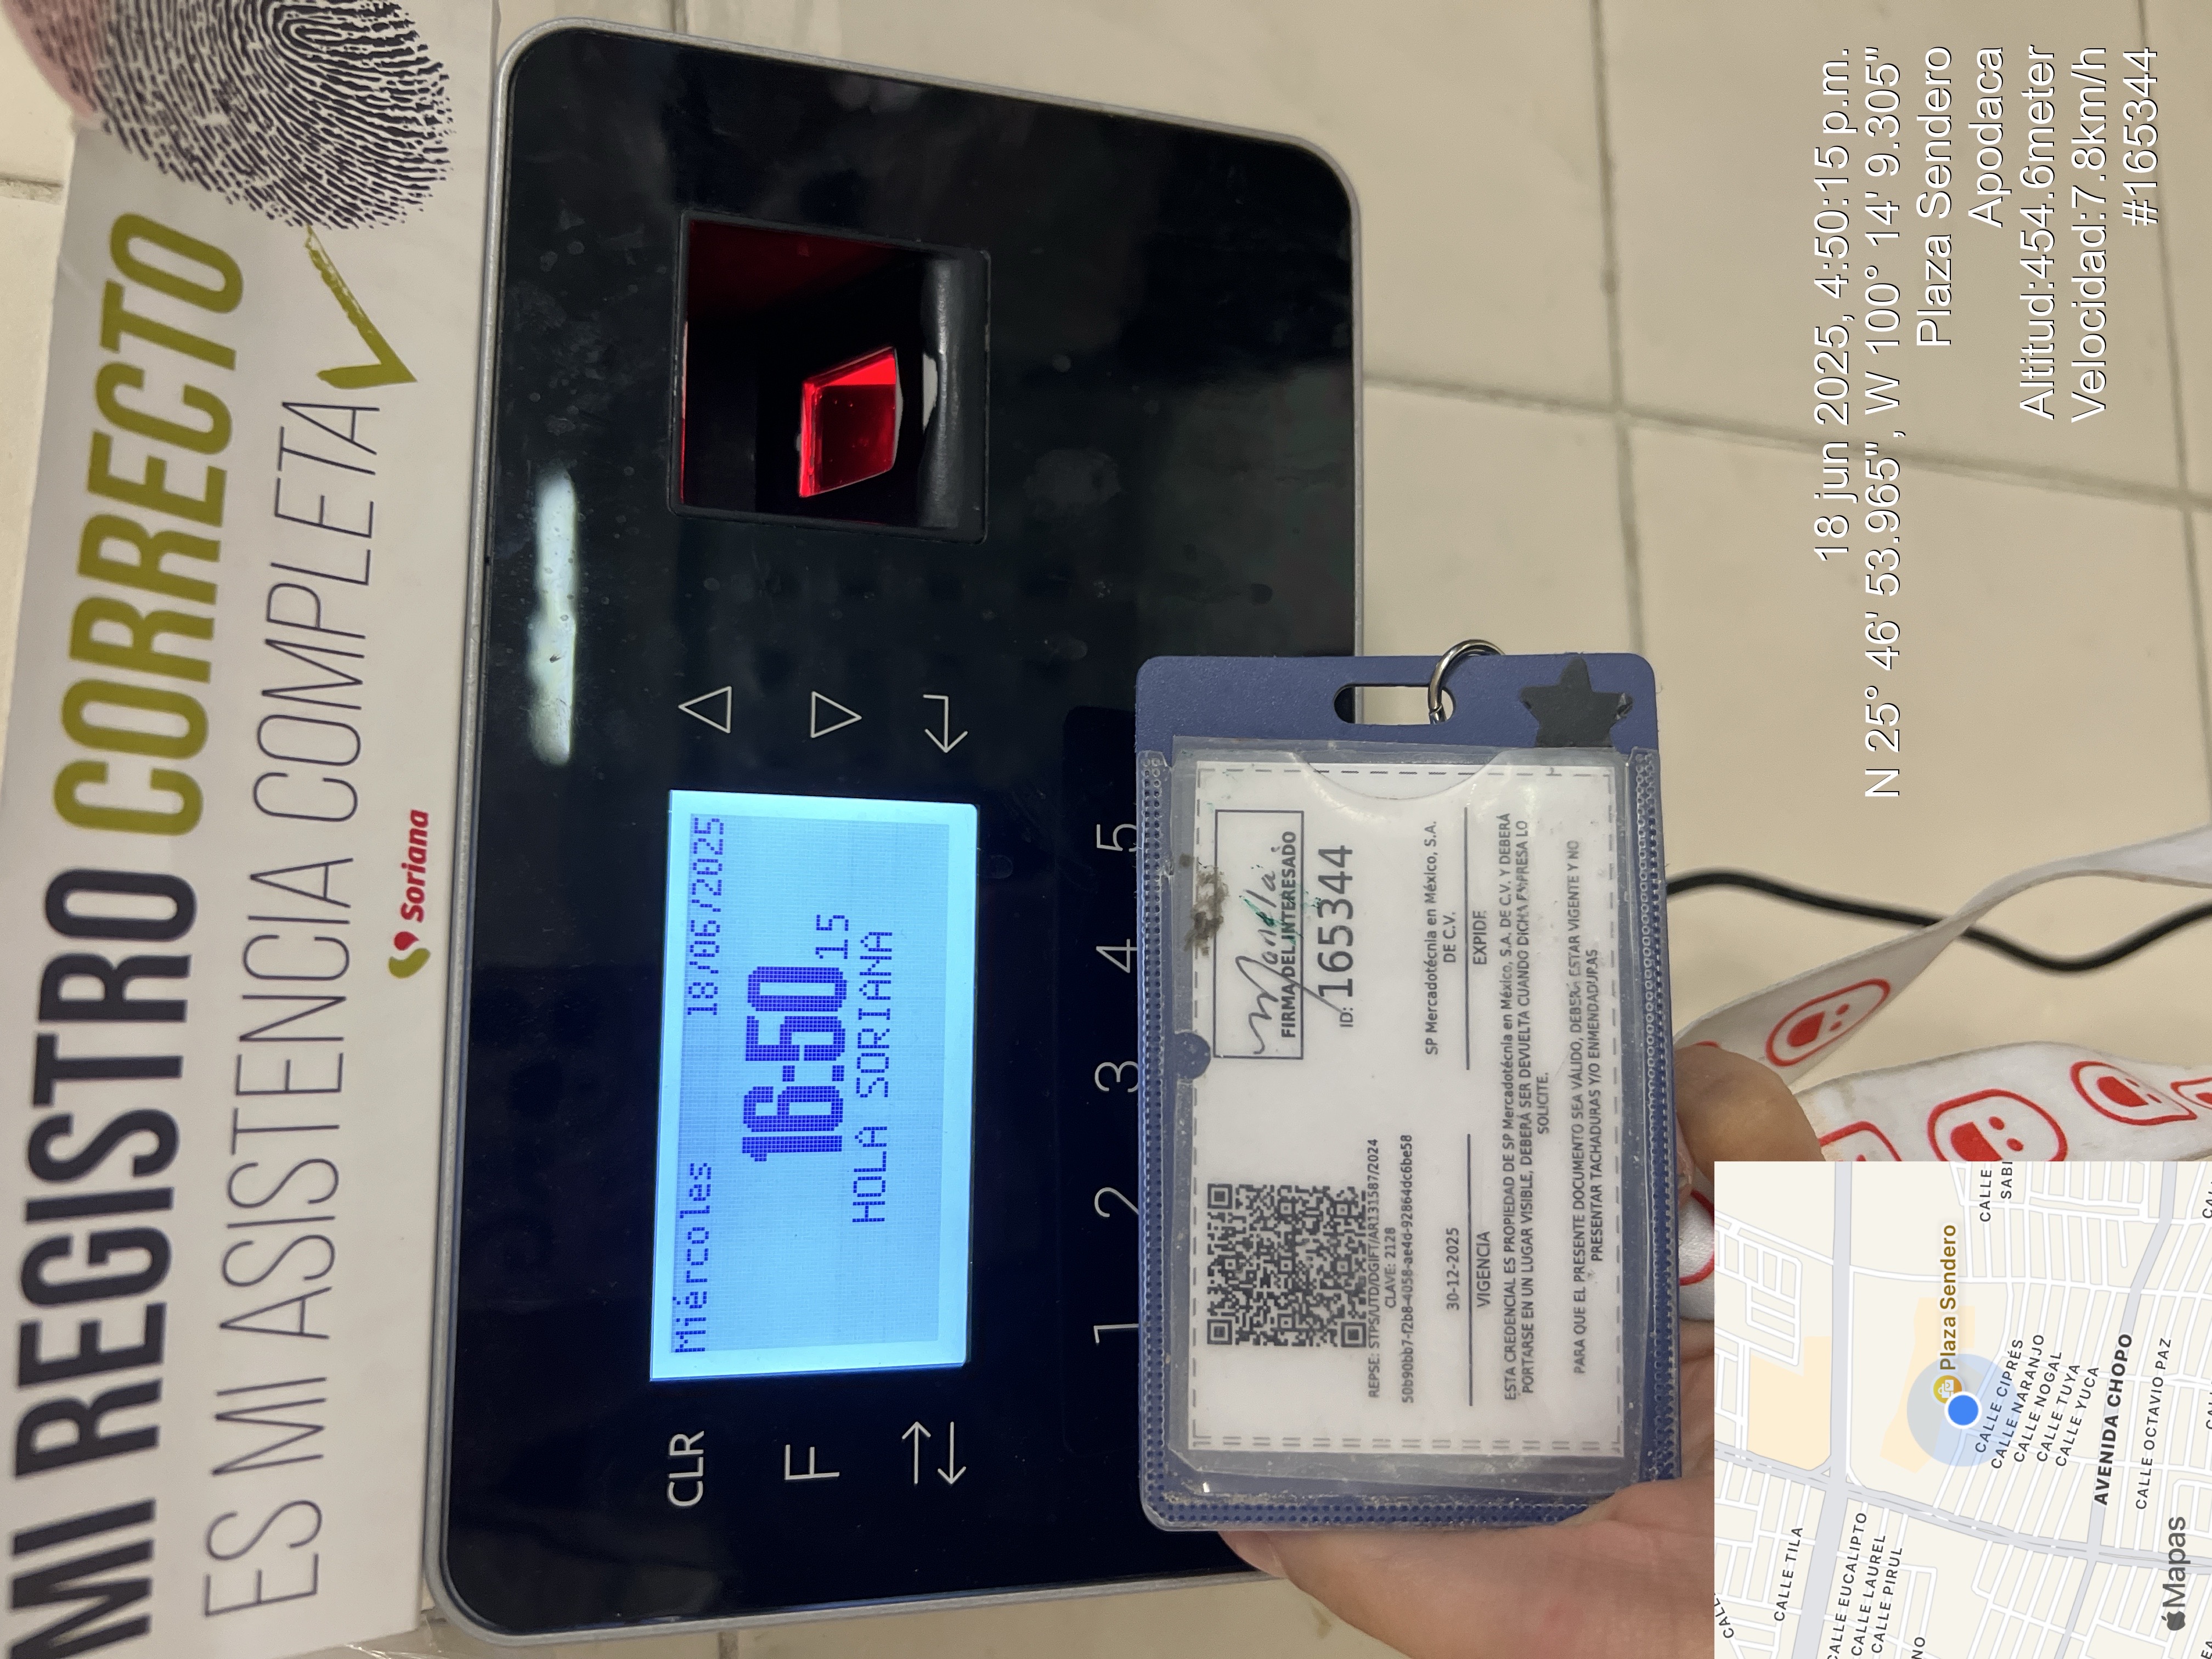 MI REGISTRO CORRECTO
ES MI ASISTENCIA COMPLETA
Soriana
miércoles 18/06/2025
16:50 15
HOLA SORIANA
CLR
F
1 2 3 4 5
FIRMA DEL INTERESADO
ID: 165344
REPSE: STPS/UTD/DGIFT/AR131587/2024
CLAVE: 2128
50b90bb7-f2b8-4058-ae4d-92864dc6be58
30-12-2025
VIGENCIA
SP Mercadotécnia en México, S.A.
DE C.V.
EXPIDE
ESTA CREDENCIAL ES PROPIEDAD DE SP Mercadotécnia en México, S.A. DE C.V. Y DEBERÁ
PORTARSE EN UN LUGAR VISIBLE, DEBERÁ SER DEVUELTA CUANDO DICHA EMPRESA LO
SOLICITE.
PARA QUE EL PRESENTE DOCUMENTO SEA VÁLIDO, DEBERÁ ESTAR VIGENTE Y NO
PRESENTAR TACHADURAS Y/O ENMENDADURAS
18 jun 2025, 4:50:15 p.m.
N 25° 46' 53.965", W 100° 14' 9.305"
Plaza Sendero
Apodaca
Altitud:454.6meter
Velocidad:7.8km/h
#165344
Plaza Sendero
CALLE CIPRÉS
CALLE NARANJO
CALLE NOGAL
CALLE TUYA
CALLE YUCA
AVENIDA CHOPO
CALLE OCTAVIO PAZ
CALLE TILA
CALLE EUCALIPTO
CALLE LAUREL
CALLE PIRUL
CALLE
SABI
Mapas